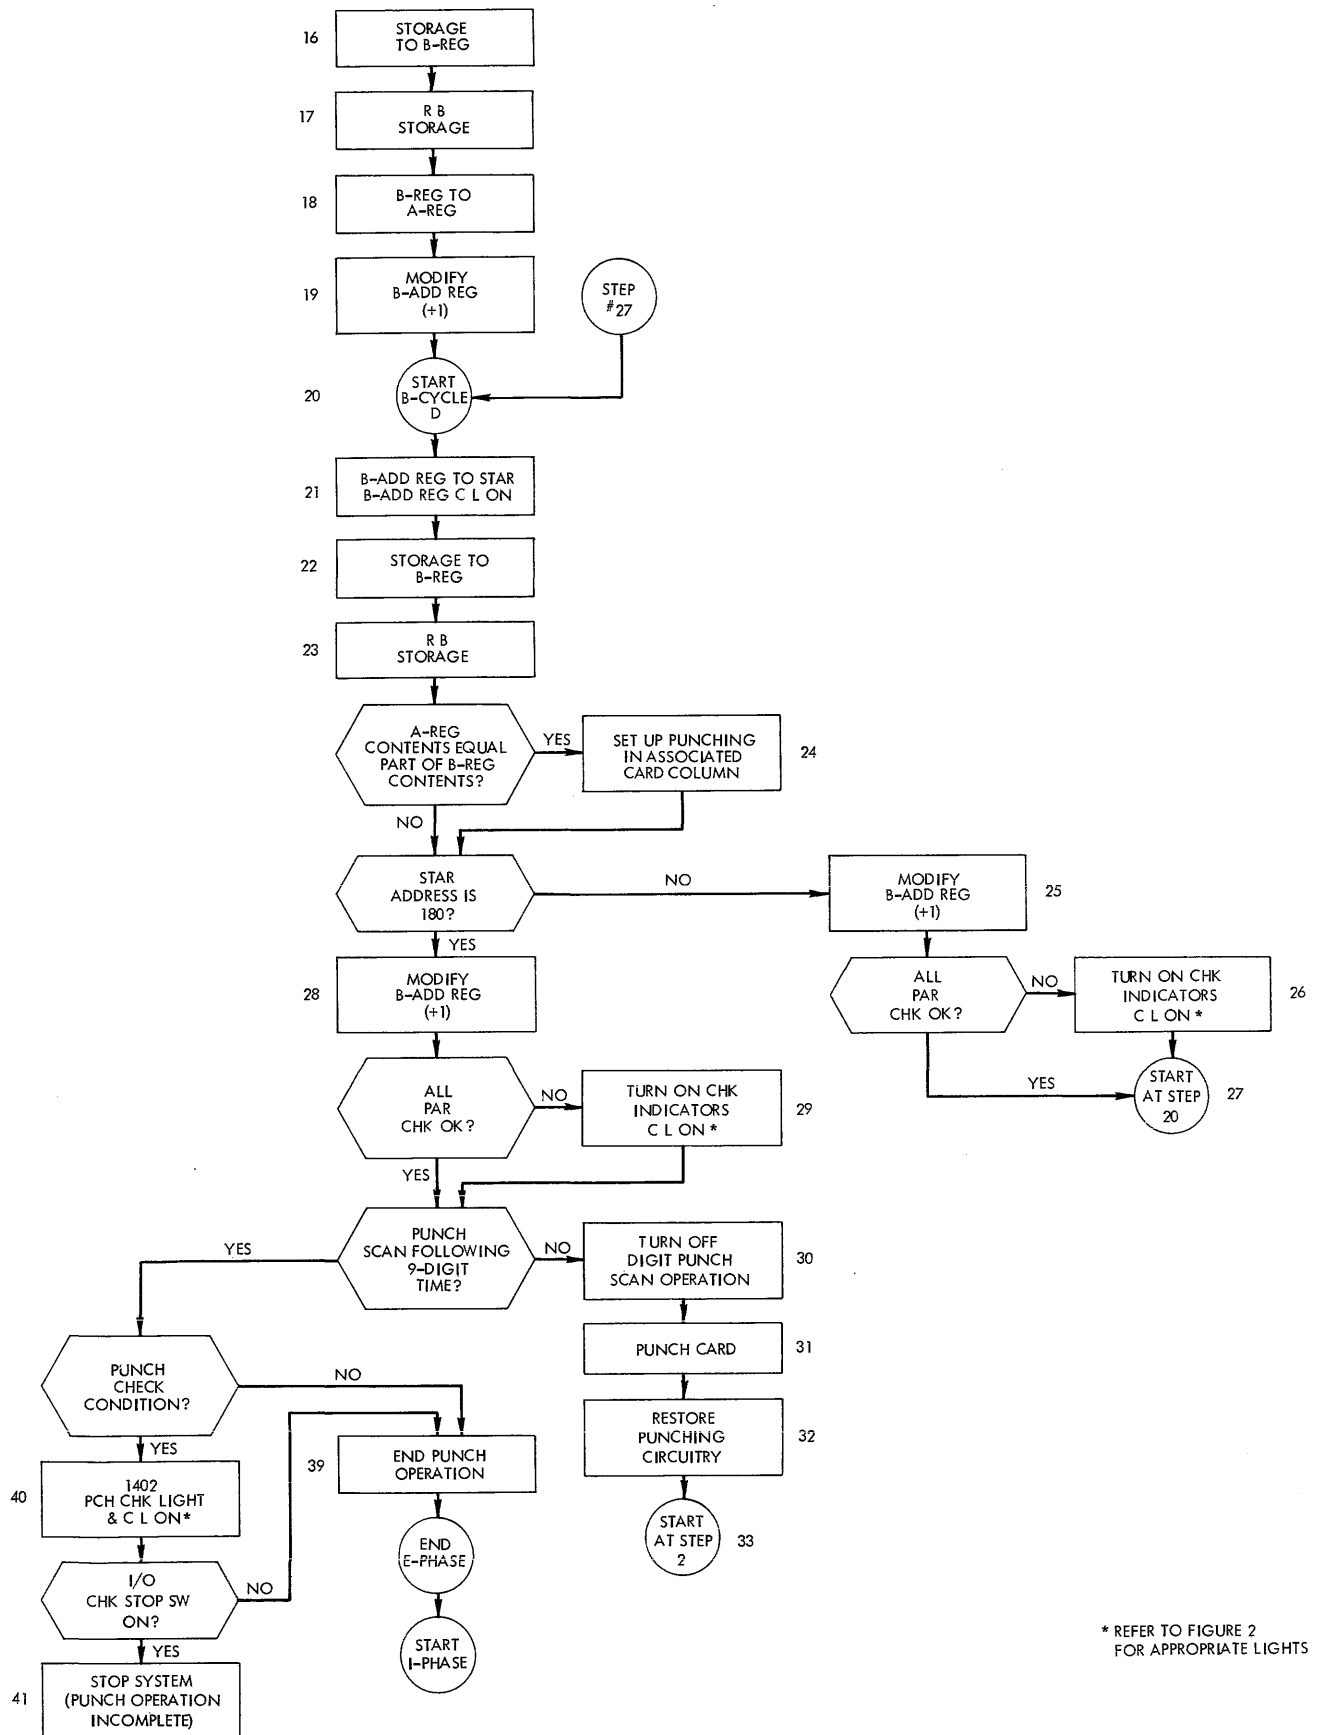 16
STORAGE
TO B-REG
17
R B
STORAGE
18
B-REG TO
A-REG
19
MODIFY
B-ADD REG
(+1)
STEP
#27
20
START
B-CYCLE
D
21
B-ADD REG TO STAR
B-ADD REG C L ON
22
STORAGE TO
B-REG
23
R B
STORAGE
A-REG
CONTENTS EQUAL
PART OF B-REG
CONTENTS?
YES
SET UP PUNCHING
IN ASSOCIATED
CARD COLUMN
24
NO
STAR
ADDRESS IS
180?
NO
MODIFY
B-ADD REG
(+1)
25
YES
28
MODIFY
B-ADD REG
(+1)
ALL
PAR
CHK OK?
NO
TURN ON CHK
INDICATORS
C L ON *
26
YES
START
AT STEP
20
27
ALL
PAR
CHK OK?
NO
TURN ON CHK
INDICATORS
C L ON *
29
YES
PUNCH
SCAN FOLLOWING
9-DIGIT
TIME?
YES
NO
TURN OFF
DIGIT PUNCH
SCAN OPERATION
30
PUNCH CARD
31
RESTORE
PUNCHING
CIRCUITRY
32
START
AT STEP
2
33
PUNCH
CHECK
CONDITION?
NO
YES
39
END PUNCH
OPERATION
END
E-PHASE
START
I-PHASE
40
1402
PCH CHK LIGHT
& C L ON*
I/O
CHK STOP SW
ON?
NO
YES
41
STOP SYSTEM
(PUNCH OPERATION
INCOMPLETE)
* REFER TO FIGURE 2
FOR APPROPRIATE LIGHTS